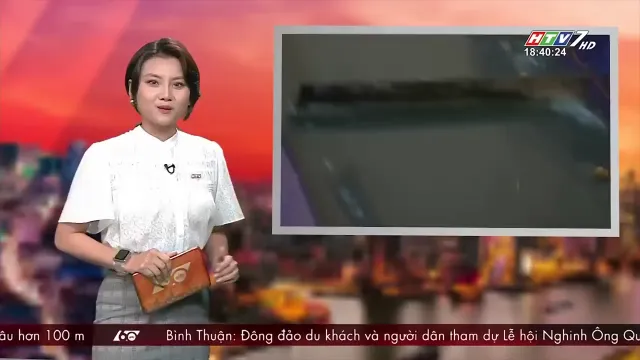 HTV7 HD
18:40:24
âu hơn 100 m 60 Bình Thuận: Đông đảo du khách và người dân tham dự Lễ hội Nghinh Ông Qu